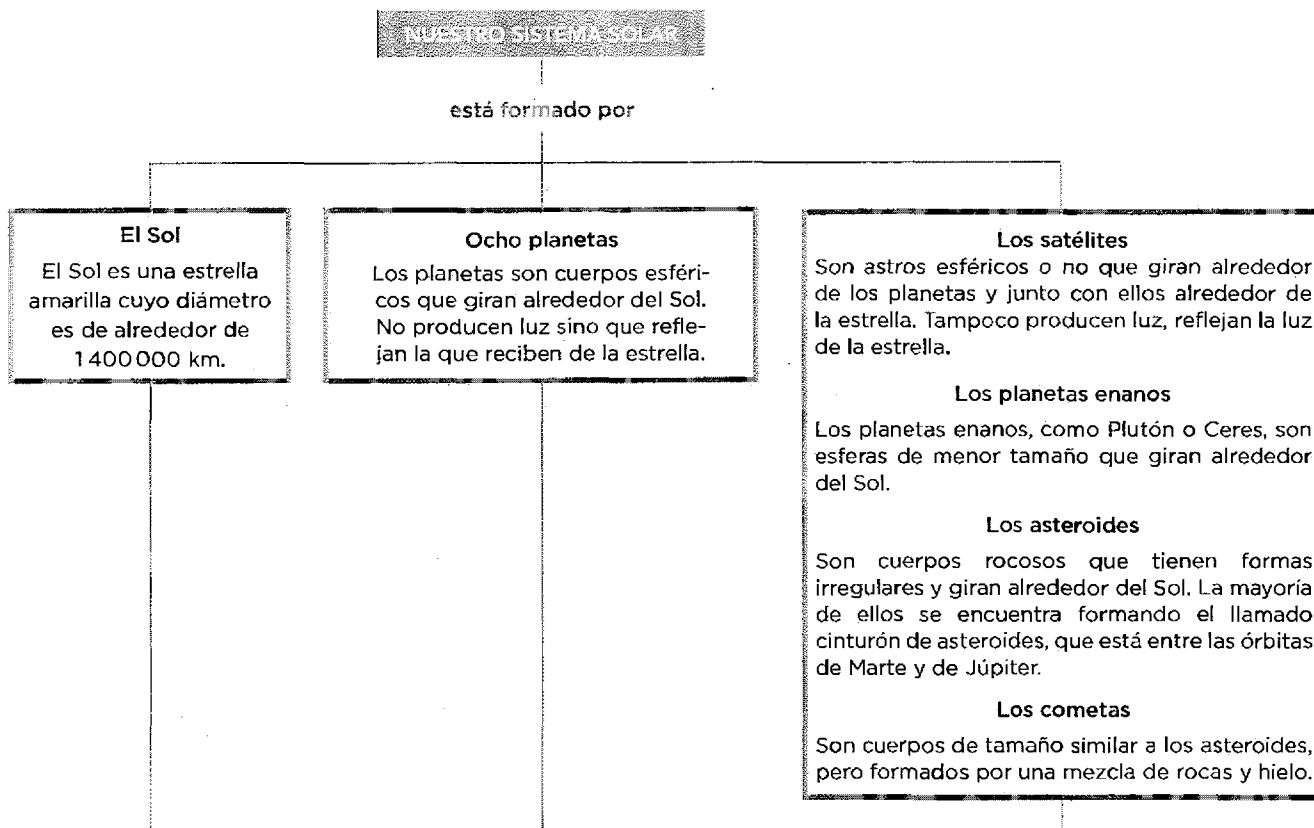 NUESTRO SISTEMA SOLAR
está formado por
El Sol
El Sol es una estrella
amarilla cuyo diámetro
es de alrededor de
1 400 000 km.
Ocho planetas
Los planetas son cuerpos esféri-
cos que giran alrededor del Sol.
No producen luz sino que refle-
jan la que reciben de la estrella.
Los satélites
Son astros esféricos o no que giran alrededor
de los planetas y junto con ellos alrededor de
la estrella. Tampoco producen luz, reflejan la luz
de la estrella.
Los planetas enanos
Los planetas enanos, como Plutón o Ceres, son
esferas de menor tamaño que giran alrededor
del Sol.
Los asteroides
Son cuerpos rocosos que tienen formas
irregulares y giran alrededor del Sol. La mayoría
de ellos se encuentra formando el llamado
cinturón de asteroides, que está entre las órbitas
de Marte y de Júpiter.
Los cometas
Son cuerpos de tamaño similar a los asteroides,
pero formados por una mezcla de rocas y hielo.